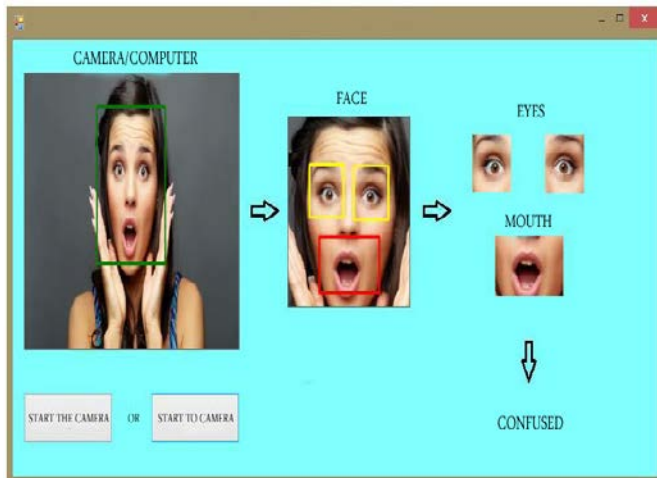 CAMERA/COMPUTER
FACE
EYES
MOUTH
START THE CAMERA
OR
START TO CAMERA
CONFUSED